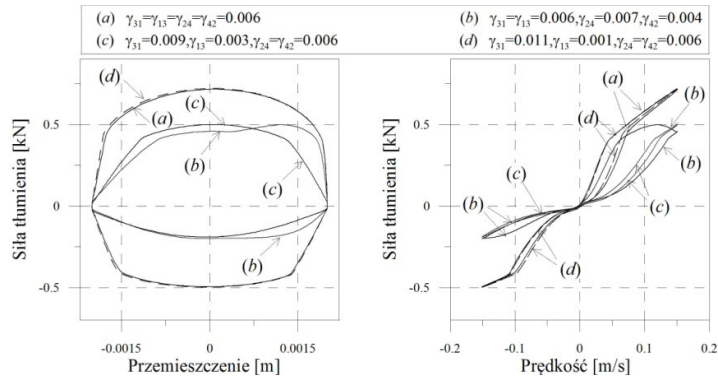 (a) γ31=γ13=γ24=γ42=0.006
(b) γ31=γ13=0.006,γ24=0.007,γ42=0.004
(c) γ31=0.009,γ13=0.003,γ24=γ42=0.006
(d) γ31=0.011,γ13=0.001,γ24=γ42=0.006
Siła tłumienia [kN]
0.5
0
-0.5
-0.0015
0
0.0015
Przemieszczenie [m]
(d)
(a)
(c)
(b)
(c)
(b)
Siła tłumienia [kN]
0.5
0
-0.5
-0.2
-0.1
0
0.1
0.2
Prędkość [m/s]
(a)
(b)
(d)
(b)
(c)
(b)
(c)
(d)